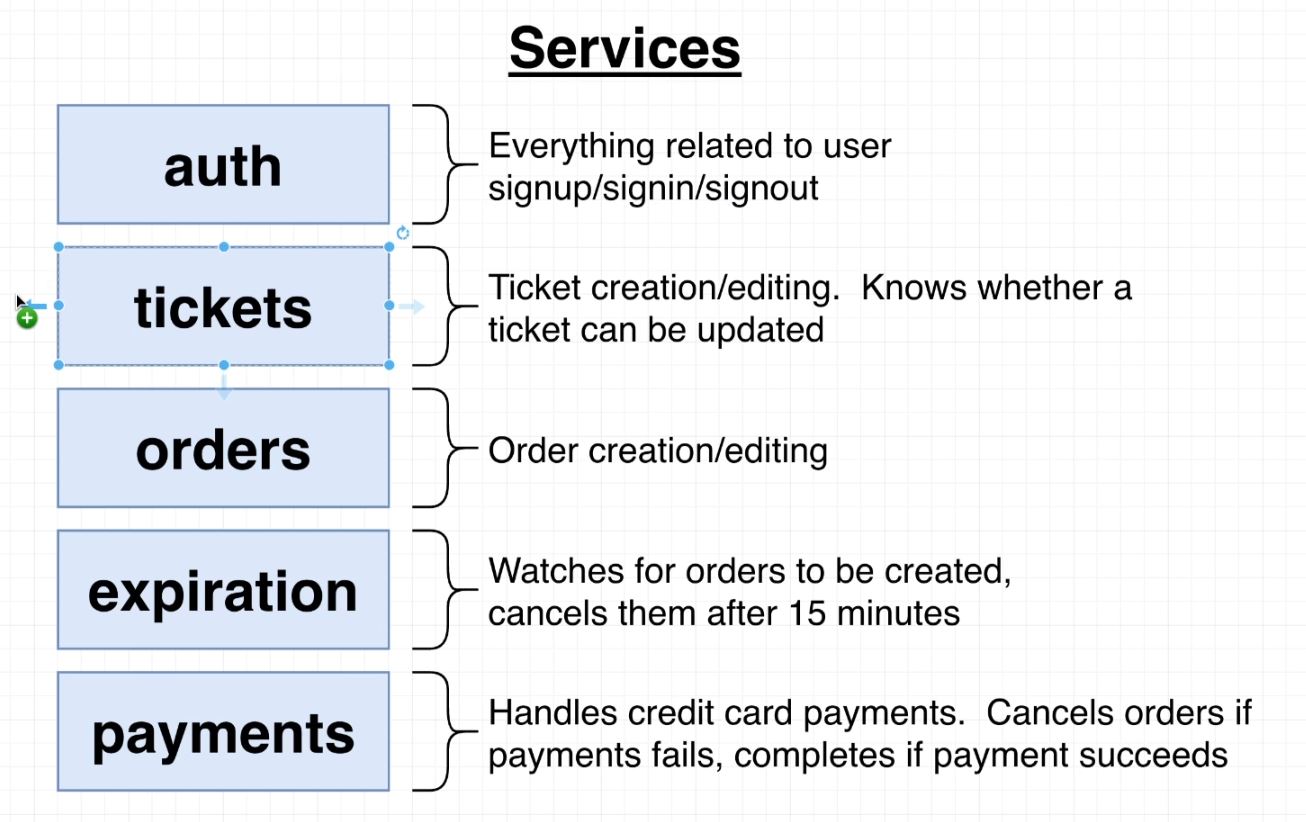 Services
auth
Everything related to user
signup/signin/signout
tickets
Ticket creation/editing.  Knows whether a
ticket can be updated
orders
Order creation/editing
expiration
Watches for orders to be created,
cancels them after 15 minutes
payments
Handles credit card payments.  Cancels orders if
payments fails, completes if payment succeeds